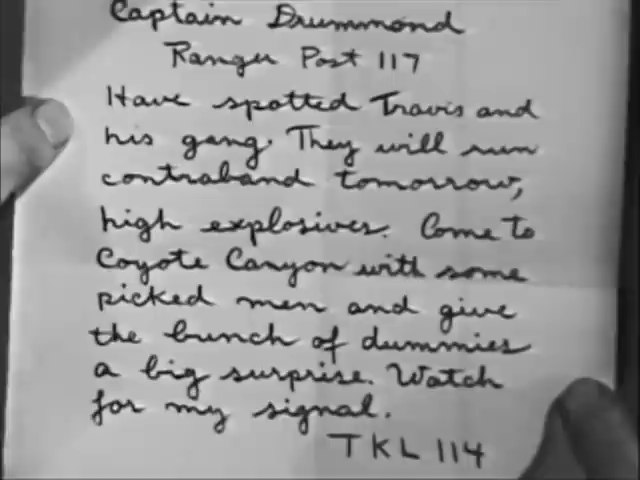 Captain Drummond
Ranger Post 117
Have spotted Travis and
his gang. They will run
contraband tomorrow,
high explosives. Come to
Coyote Canyon with some
picked men and give
the bunch of dummies
a big surprise. Watch
for my signal.
TKL 114